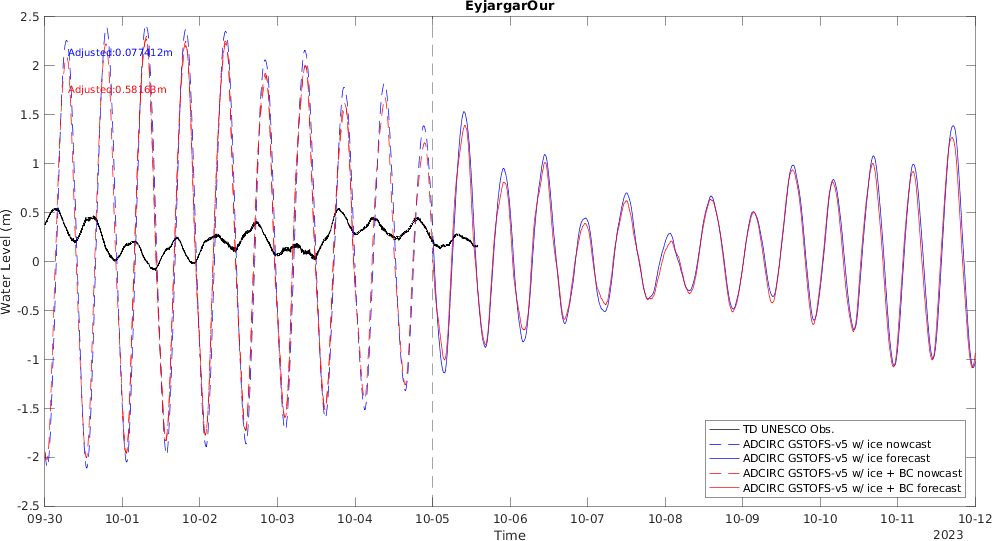 EyjargarOur
2.5
2
1.5
1
0.5
0
-0.5
-1
-1.5
-2
-2.5
Water Level (m)
Adjusted:0.077412m
Adjusted:0.58163m
TD UNESCO Obs.
ADCIRC GSTOFS-v5 w/ ice nowcast
ADCIRC GSTOFS-v5 w/ ice forecast
ADCIRC GSTOFS-v5 w/ ice + BC nowcast
ADCIRC GSTOFS-v5 w/ ice + BC forecast
09-30 10-01 10-02 10-03 10-04 10-05 10-06 10-07 10-08 10-09 10-10 10-11 10-12
Time
2023